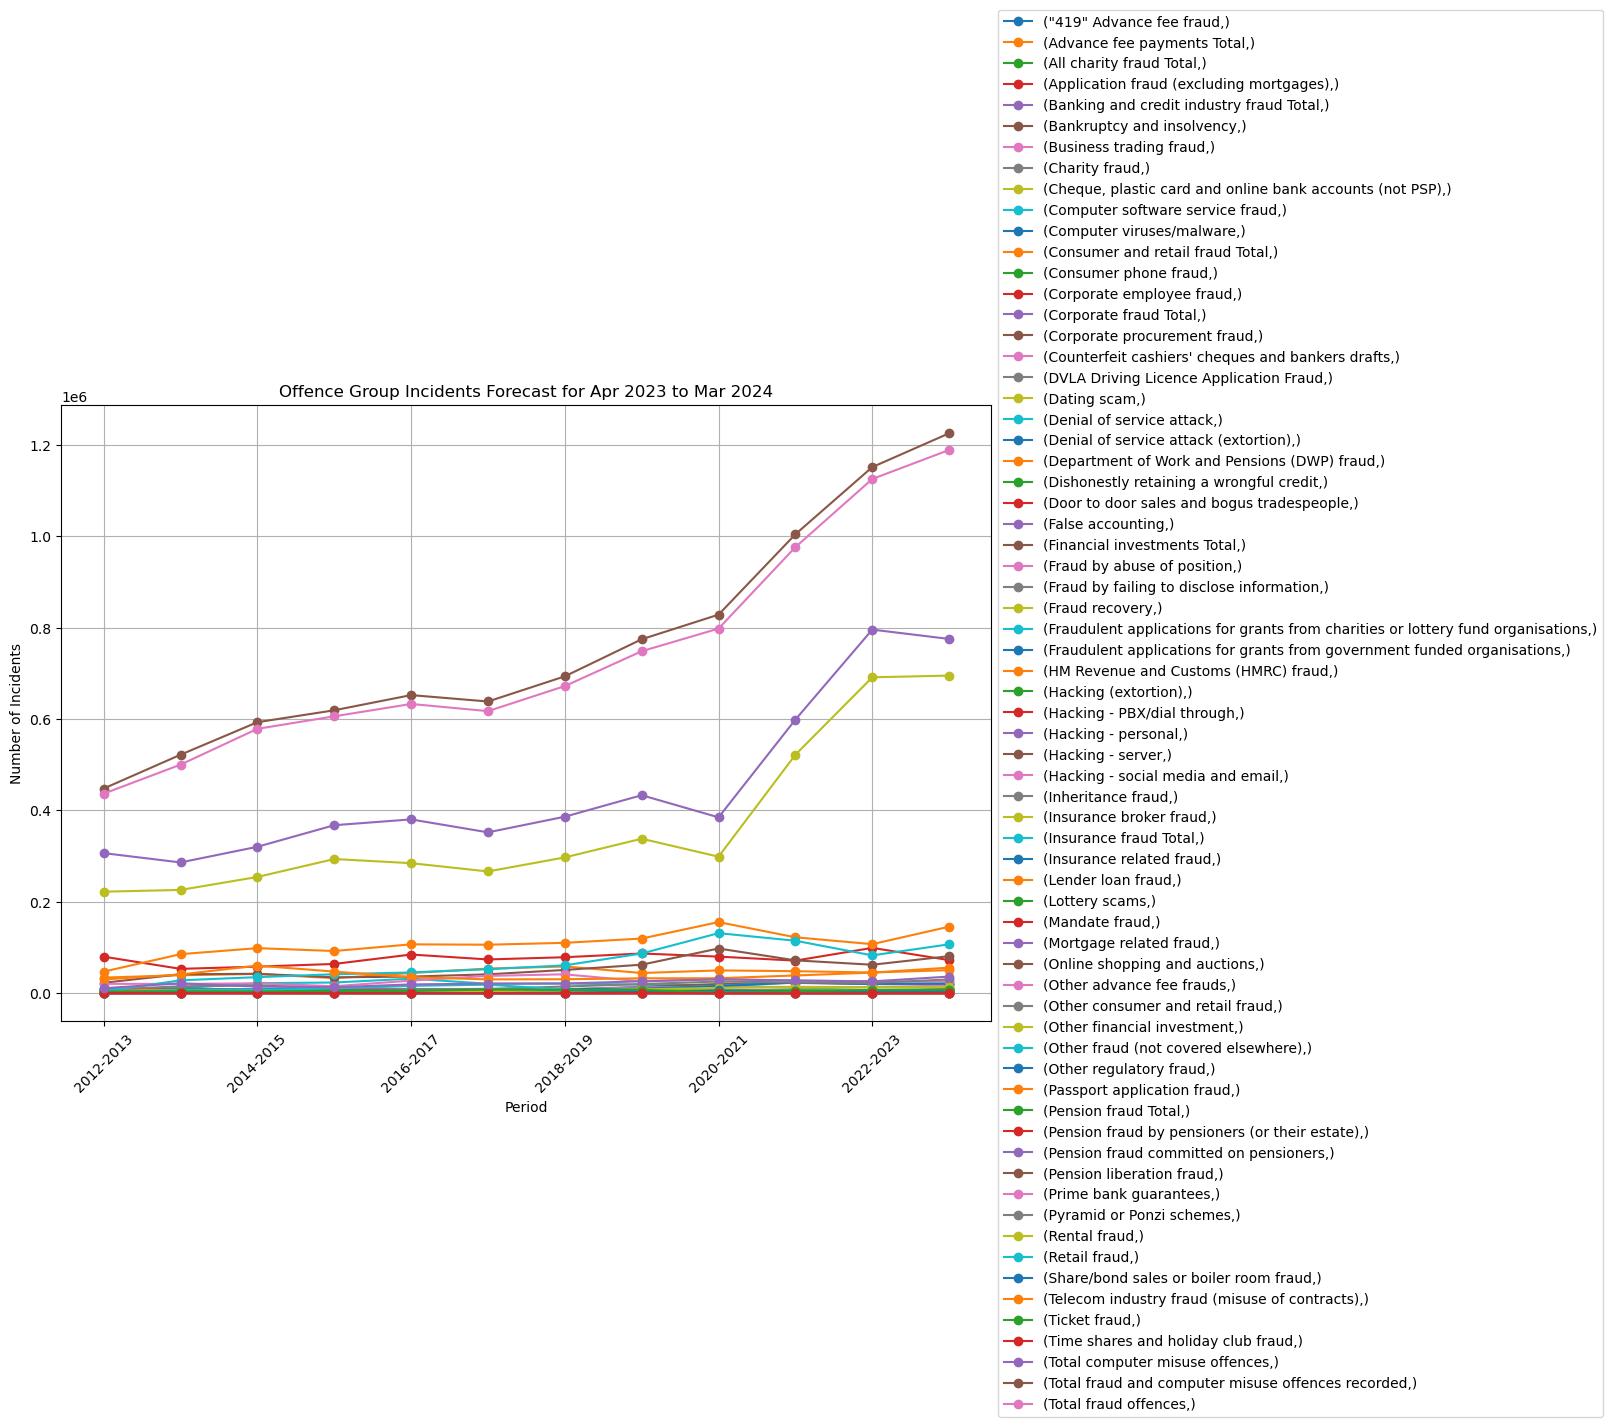 ("419" Advance fee fraud,)
(Advance fee payments Total,)
(All charity fraud Total,)
(Application fraud (excluding mortgages),)
(Banking and credit industry fraud Total,)
(Bankruptcy and insolvency,)
(Business trading fraud,)
(Charity fraud,)
(Cheque, plastic card and online bank accounts (not PSP),)
(Computer software service fraud,)
(Computer viruses/malware,)
(Consumer and retail fraud Total,)
(Consumer phone fraud,)
(Corporate employee fraud,)
(Corporate fraud Total,)
(Corporate procurement fraud,)
(Counterfeit cashiers' cheques and bankers drafts,)
(DVLA Driving Licence Application Fraud,)
(Dating scam,)
(Denial of service attack,)
(Denial of service attack (extortion),)
(Department of Work and Pensions (DWP) fraud,)
(Dishonestly retaining a wrongful credit,)
(Door to door sales and bogus tradespeople,)
(False accounting,)
(Financial investments Total,)
(Fraud by abuse of position,)
(Fraud by failing to disclose information,)
(Fraud recovery,)
(Fraudulent applications for grants from charities or lottery fund organisations,)
(Fraudulent applications for grants from government funded organisations,)
(HM Revenue and Customs (HMRC) fraud,)
(Hacking (extortion),)
(Hacking - PBX/dial through,)
(Hacking - personal,)
(Hacking - server,)
(Hacking - social media and email,)
(Inheritance fraud,)
(Insurance broker fraud,)
(Insurance fraud Total,)
(Insurance related fraud,)
(Lender loan fraud,)
(Lottery scams,)
(Mandate fraud,)
(Mortgage related fraud,)
(Online shopping and auctions,)
(Other advance fee frauds,)
(Other consumer and retail fraud,)
(Other financial investment,)
(Other fraud (not covered elsewhere),)
(Other regulatory fraud,)
(Passport application fraud,)
(Pension fraud Total,)
(Pension fraud by pensioners (or their estate),)
(Pension fraud committed on pensioners,)
(Pension liberation fraud,)
(Prime bank guarantees,)
(Pyramid or Ponzi schemes,)
(Rental fraud,)
(Retail fraud,)
(Share/bond sales or boiler room fraud,)
(Telecom industry fraud (misuse of contracts),)
(Ticket fraud,)
(Time shares and holiday club fraud,)
(Total computer misuse offences,)
(Total fraud and computer misuse offences recorded,)
(Total fraud offences,)
Offence Group Incidents Forecast for Apr 2023 to Mar 2024
1e6
1.2
1.0
0.8
0.6
0.4
0.2
0.0
Number of Incidents
2012-2013
2014-2015
2016-2017
2018-2019
2020-2021
2022-2023
Period